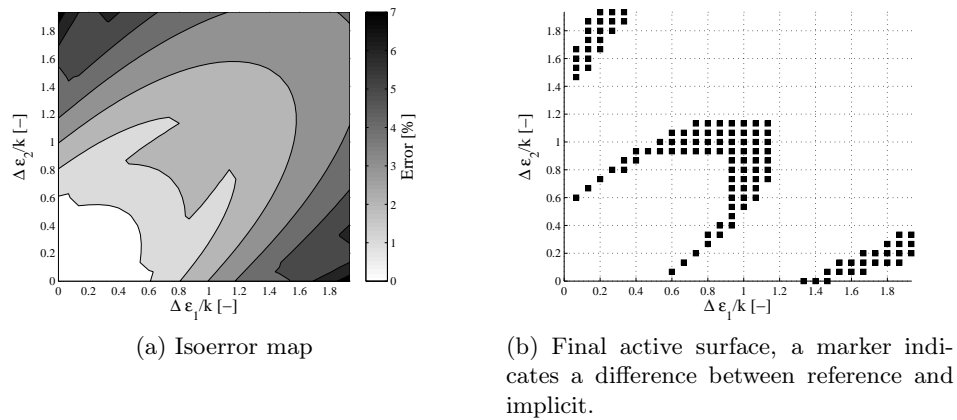 7
6
5
4
3
2
1
0
Error [%]
1.8
1.6
1.4
1.2
1
0.8
0.6
0.4
0.2
0
Δ ε2/k [−]
0 0.2 0.4 0.6 0.8 1 1.2 1.4 1.6 1.8
Δ ε1/k [−]
(a) Isoerror map
1.8
1.6
1.4
1.2
1
0.8
0.6
0.4
0.2
0
Δ ε2/k [−]
0 0.2 0.4 0.6 0.8 1 1.2 1.4 1.6 1.8
Δ ε1/k [−]
(b) Final active surface, a marker indi-
cates a difference between reference and
implicit.